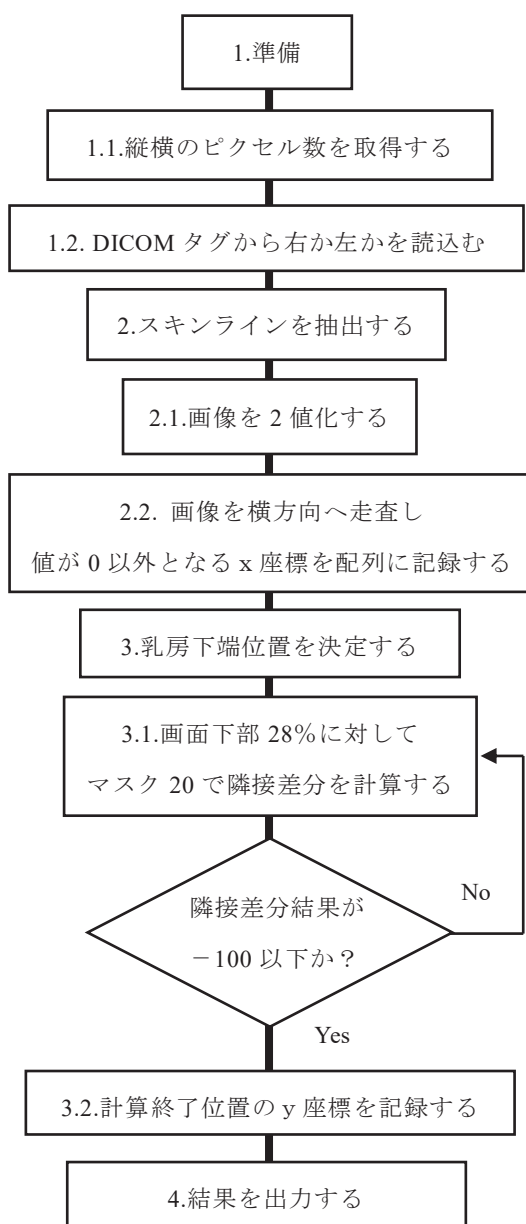 1.準備
1.1.縦横のピクセル数を取得する
1.2. DICOM タグから右か左かを読込む
2.スキンラインを抽出する
2.1.画像を 2 値化する
2.2. 画像を横方向へ走査し
値が 0 以外となる x 座標を配列に記録する
3.乳房下端位置を決定する
3.1.画面下部 28%に対して
マスク 20 で隣接差分を計算する
隣接差分結果が
－100 以下か？
No
Yes
3.2.計算終了位置の y 座標を記録する
4.結果を出力する